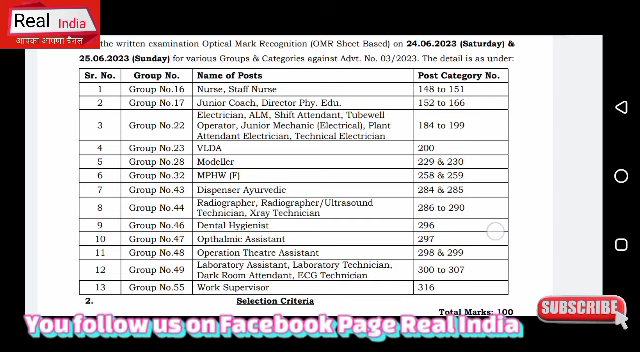 Real India
आपका आपणा चैनल
the written examination Optical Mark Recognition (OMR Sheet Based) on 24.06.2023 (Saturday) &
25.06.2023 (Sunday) for various Groups & Categories against Advt. No. 03/2023. The detail is as under:
Sr. No. Group No. Name of Posts Post Category No.
1 Group No.16 Nurse, Staff Nurse 148 to 151
2 Group No.17 Junior Coach, Director Phy. Edu. 152 to 166
3 Group No.22 Electrician, ALM, Shift Attendant, Tubewell Operator, Junior Mechanic (Electrical), Plant Attendant Electrician, Technical Electrician 184 to 199
4 Group No.23 VLDA 200
5 Group No.28 Modeller 229 & 230
6 Group No.32 MPHW (F) 258 & 259
7 Group No.43 Dispenser Ayurvedic 284 & 285
8 Group No.44 Radiographer, Radiographer/Ultrasound Technician, Xray Technician 286 to 290
9 Group No.46 Dental Hygienist 296
10 Group No.47 Opthalmic Assistant 297
11 Group No.48 Operation Theatre Assistant 298 & 299
12 Group No.49 Laboratory Assistant, Laboratory Technician, Dark Room Attendant, ECG Technician 300 to 307
13 Group No.55 Work Supervisor 316
2. Selection Criteria
Total Marks: 100
You follow us on Facebook Page Real India
SUBSCRIBE